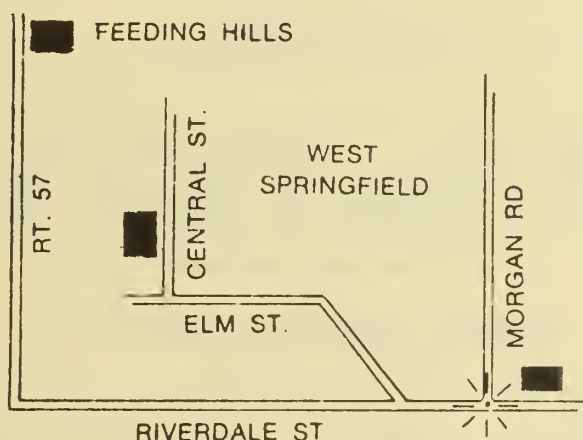 FEEDING HILLS
RT. 57
CENTRAL ST.
WEST
SPRINGFIELD
MORGAN RD
ELM ST.
RIVERDALE ST